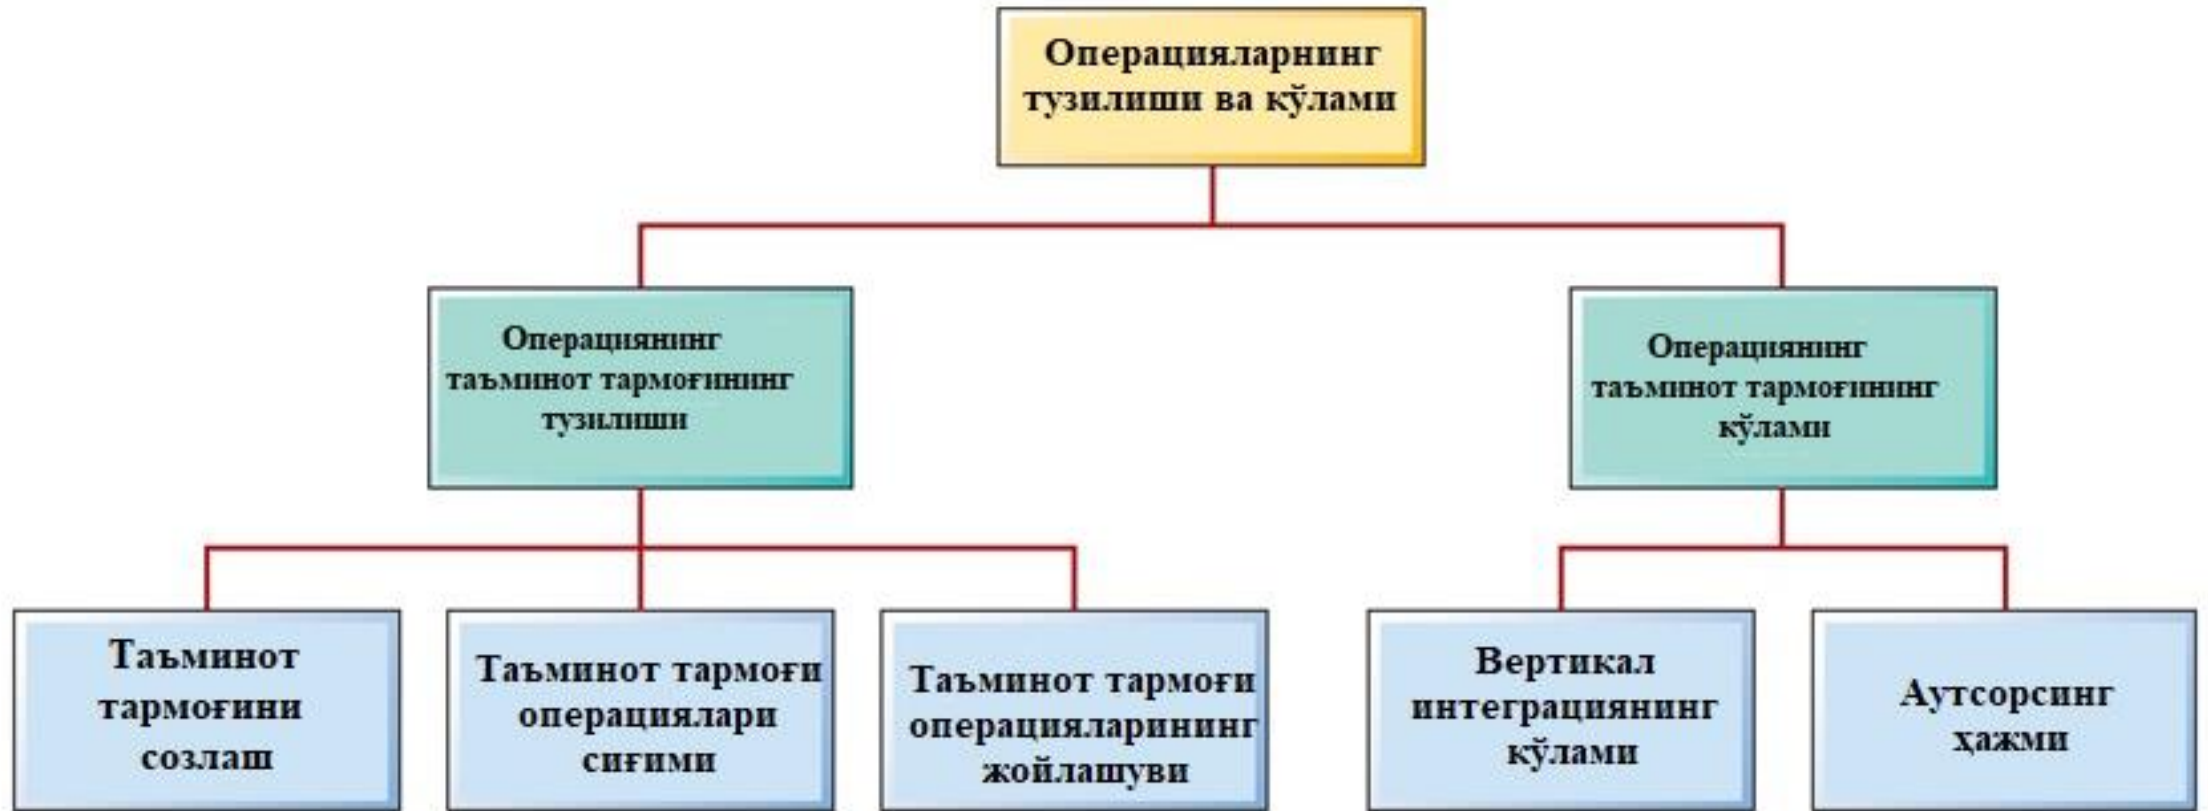 Операцияларнинг
тузилиши ва кўлами
Операциянинг
таъминот тармоғининг
тузилиши
Операциянинг
таъминот тармоғининг
кўлами
Таъминот
тармоғини
созлаш
Таъминот тармоғи
операциялари
сиғими
Таъминот тармоғи
операцияларининг
жойлашуви
Вертикал
интеграциянинг
кўлами
Аутсорсинг
ҳажми